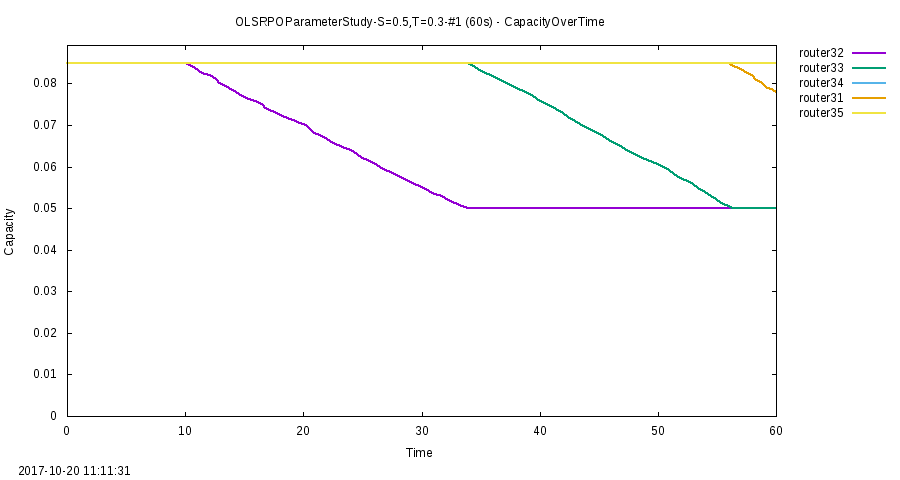 OLSRPOParameterStudy-S=0.5,T=0.3-#1 (60s) - CapacityOverTime
router32
router33
router34
router31
router35
0.08
0.07
0.06
0.05
0.04
0.03
0.02
0.01
0
Capacity
0 10 20 30 40 50 60
Time
2017-10-20 11:11:31